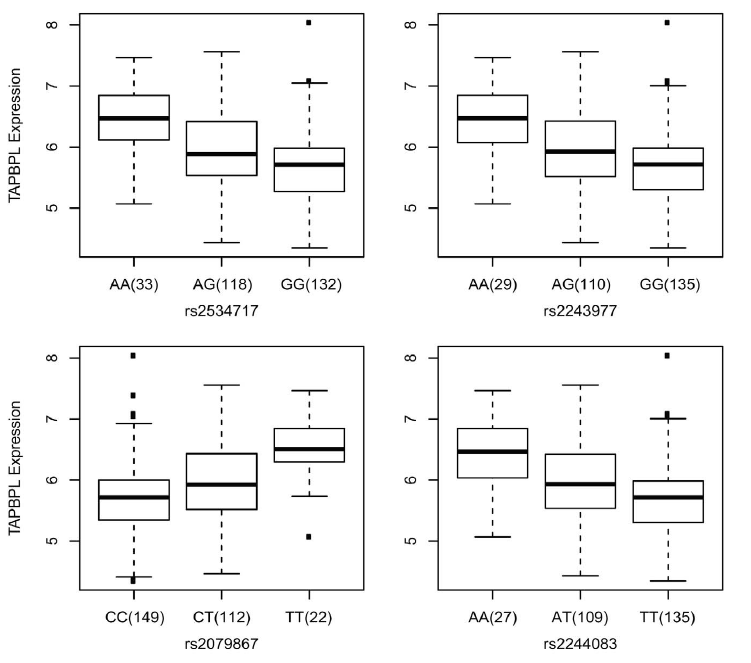 TAPBPL Expression
8
7
6
5
AA(33) AG(118) GG(132)
rs2534717
8
7
6
5
AA(29) AG(110) GG(135)
rs2243977
TAPBPL Expression
8
7
6
5
CC(149) CT(112) TT(22)
rs2079867
8
7
6
5
AA(27) AT(109) TT(135)
rs2244083